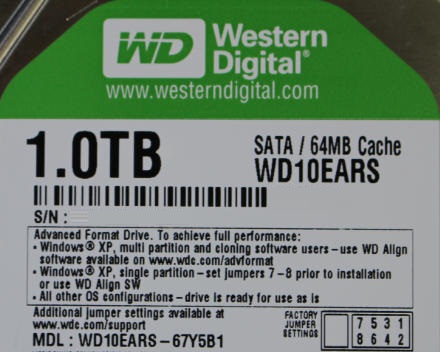 WD Western
Digital®
www.westerndigital.com
1.0TB
SATA / 64MB Cache
WD10EARS
S/N :
Advanced Format Drive. To achieve full performance:
• Windows® XP, multi partition and cloning software users – use WD Align
software available on www.wdc.com/advformat
• Windows® XP, single partition – set jumpers 7 – 8 prior to installation
or use WD Align SW
• All other OS configurations – drive is ready for use as is
Additional jumper settings available at
www.wdc.com/support
FACTORY
JUMPER
SETTINGS
7 5 3 1
8 6 4 2
MDL : WD10EARS – 67Y5B1